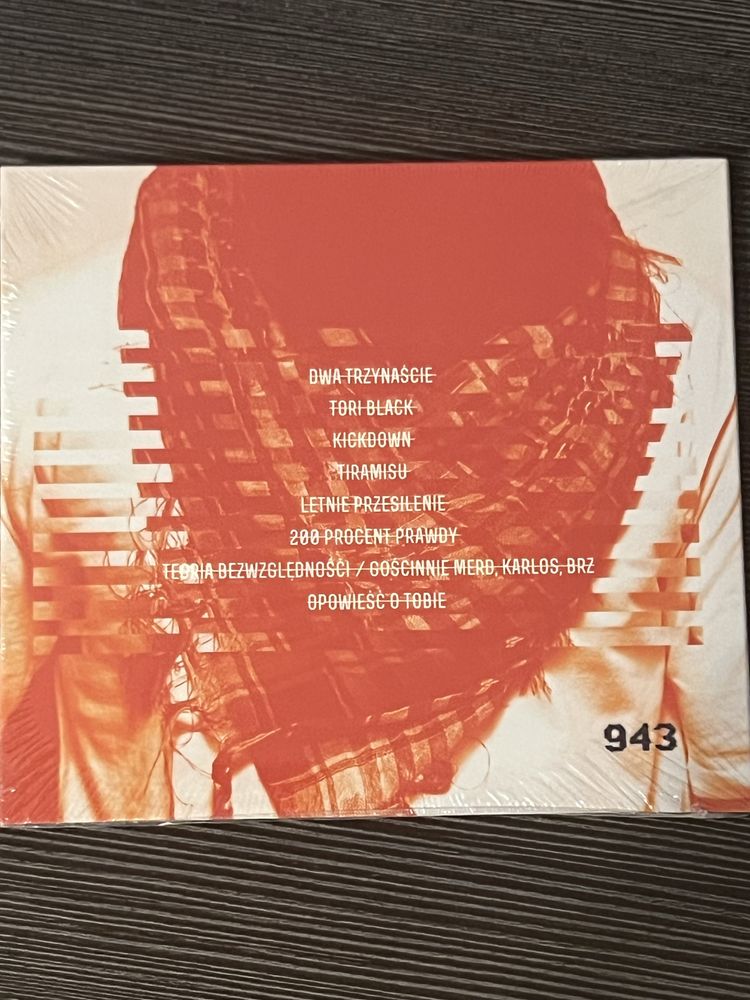 DWA TRZYNAŚCIE
TORI BLACK
KICKDOWN
TIRAMISU
LETNIE PRZESILENIE
200 PROCENT PRAWDY
TEORIA BEZWZGLĘDNOŚCI / GOŚCINNIE MERD, KARLOS, BRZ
OPOWIEŚĆ O TOBIE
943